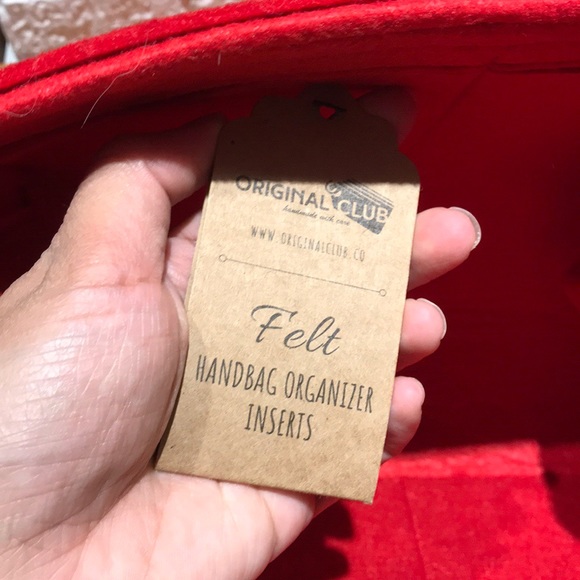 ORIGINAL CLUB
handmade with care
WWW.ORIGINALCLUB.CO
Felt
HANDBAG ORGANIZER
INSERTS